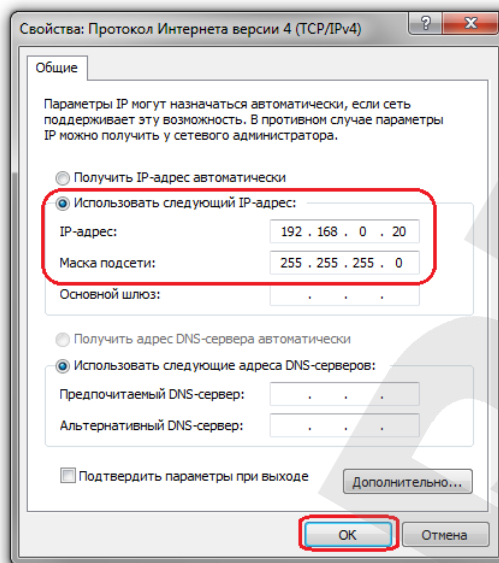 Свойства: Протокол Интернета версии 4 (TCP/IPv4)
Общие
Параметры IP могут назначаться автоматически, если сеть
поддерживает эту возможность. В противном случае параметры
IP можно получить у сетевого администратора.
Получить IP-адрес автоматически
Использовать следующий IP-адрес:
IP-адрес: 192 . 168 . 0 . 20
Маска подсети: 255 . 255 . 255 . 0
Основной шлюз: . . .
Получить адрес DNS-сервера автоматически
Использовать следующие адреса DNS-серверов:
Предпочитаемый DNS-сервер: . . .
Альтернативный DNS-сервер: . . .
Подтвердить параметры при выходе
Дополнительно...
ОК Отмена